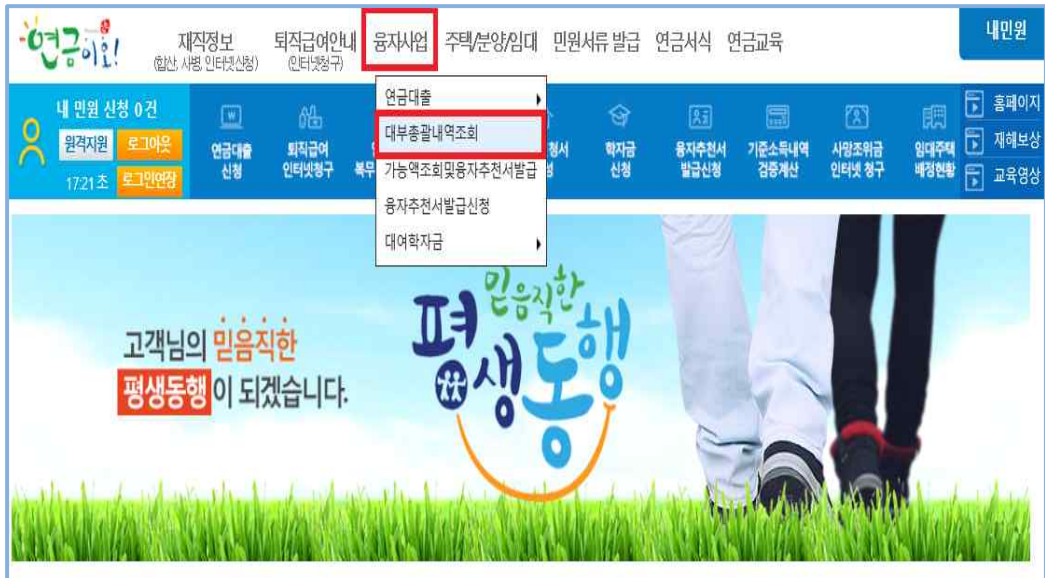 연금이요!
재직정보
(합산, 사병, 인터넷신청)
퇴직급여안내
(인터넷청구)
융자사업
주택/분양/임대
민원서류 발급
연금서식
연금교육
내민원
내 민원 신청 0건
원격지원
로그아웃
17:21 초
로그인연장
연금대출
신청
퇴직급여
인터넷청구
복무
청서
학자금
신청
융자추천서
발급신청
기준소득내역
검증계산
사망조위금
인터넷 청구
임대주택
배정현황
홈페이지
재해보상
교육영상
연금대출
대부총괄내역조회
가능액조회및융자추천서발급
융자추천서발급신청
대여학자금
고객님의 믿음직한
평생동행이 되겠습니다.
믿음직한
평생동행